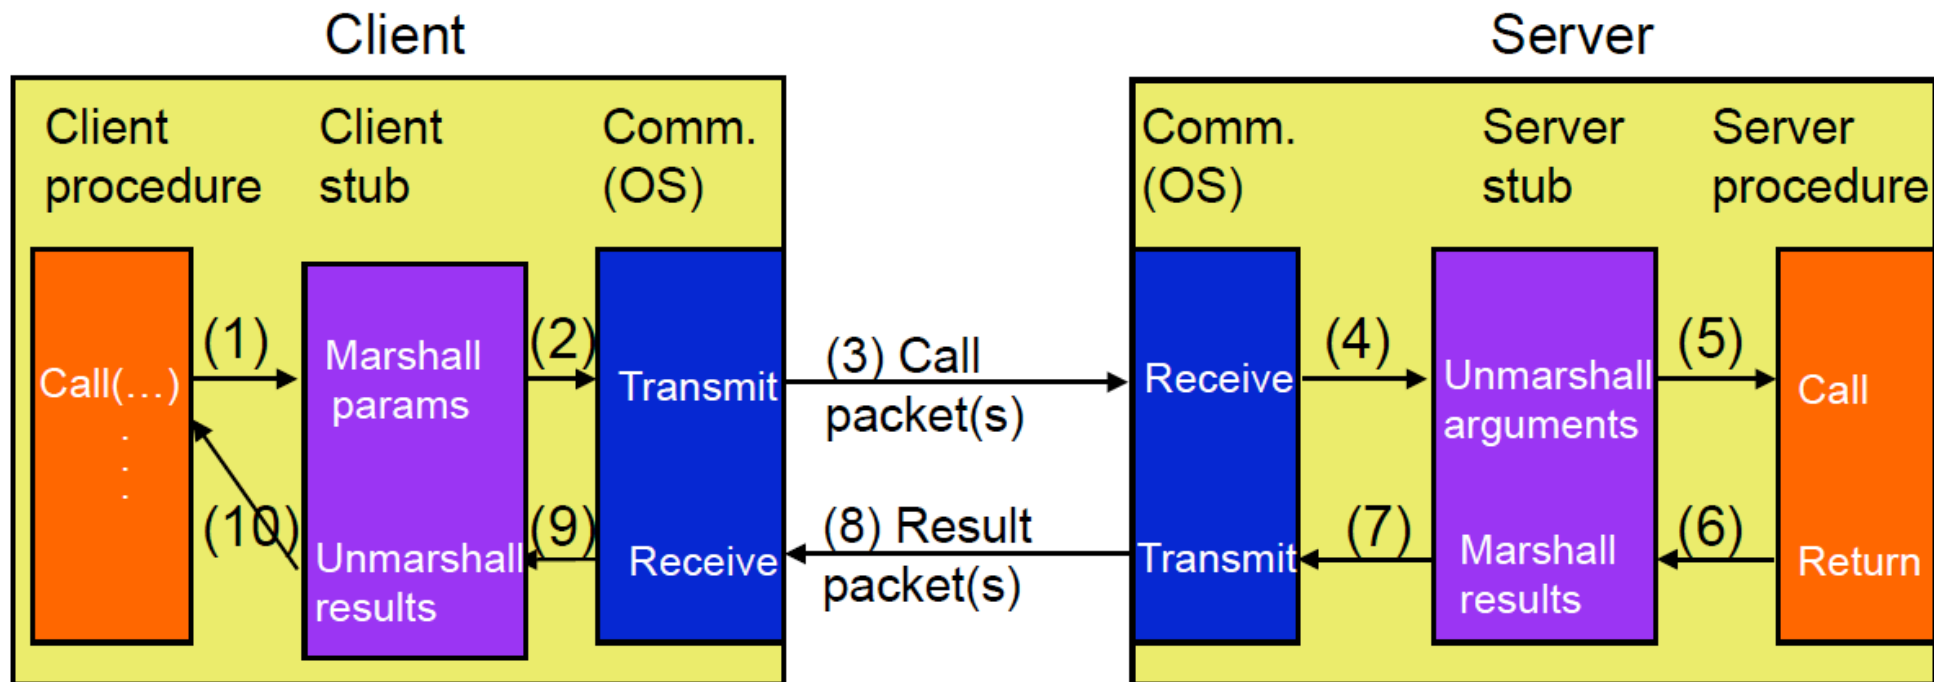 Client
Server
Client
procedure
Client
stub
Comm.
(OS)
Comm.
(OS)
Server
stub
Server
procedure
Call(...)
.
.
.
(1)
Marshall
params
(2)
Transmit
(3) Call
packet(s)
Receive
(4)
Unmarshall
arguments
(5)
Call
(10)
Unmarshall
results
(9)
Receive
(8) Result
packet(s)
Transmit
(7)
Marshall
results
(6)
Return